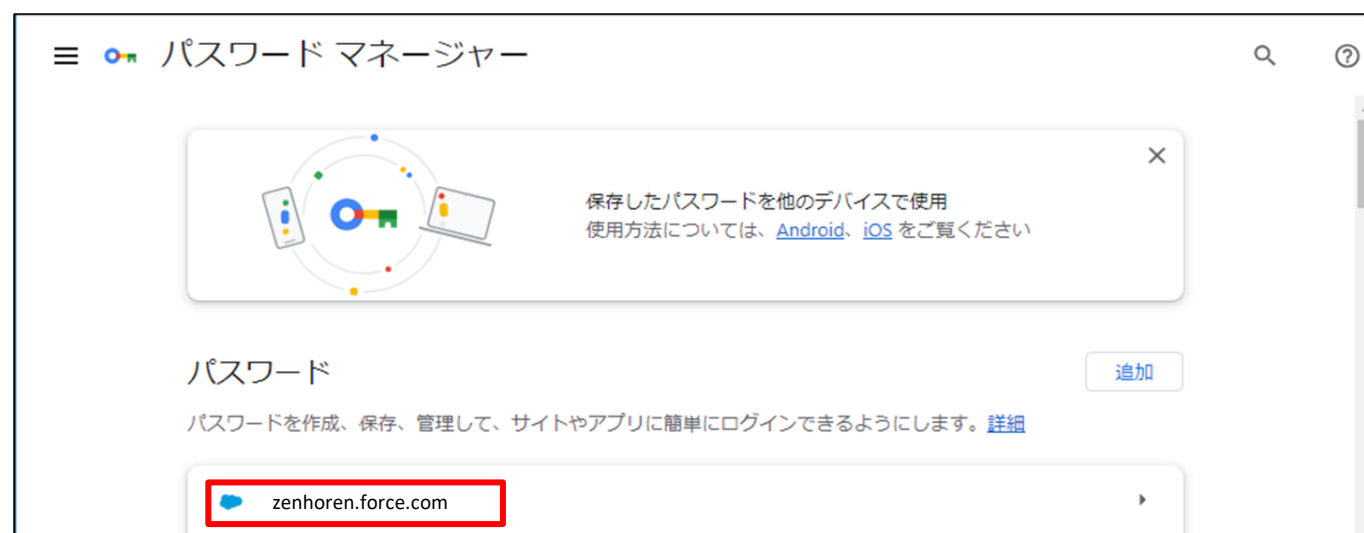 パスワード マネージャー
保存したパスワードを他のデバイスで使用
使用方法については、Android、iOS をご覧ください
パスワード
追加
パスワードを作成、保存、管理して、サイトやアプリに簡単にログインできるようにします。詳細
zenhoren.force.com